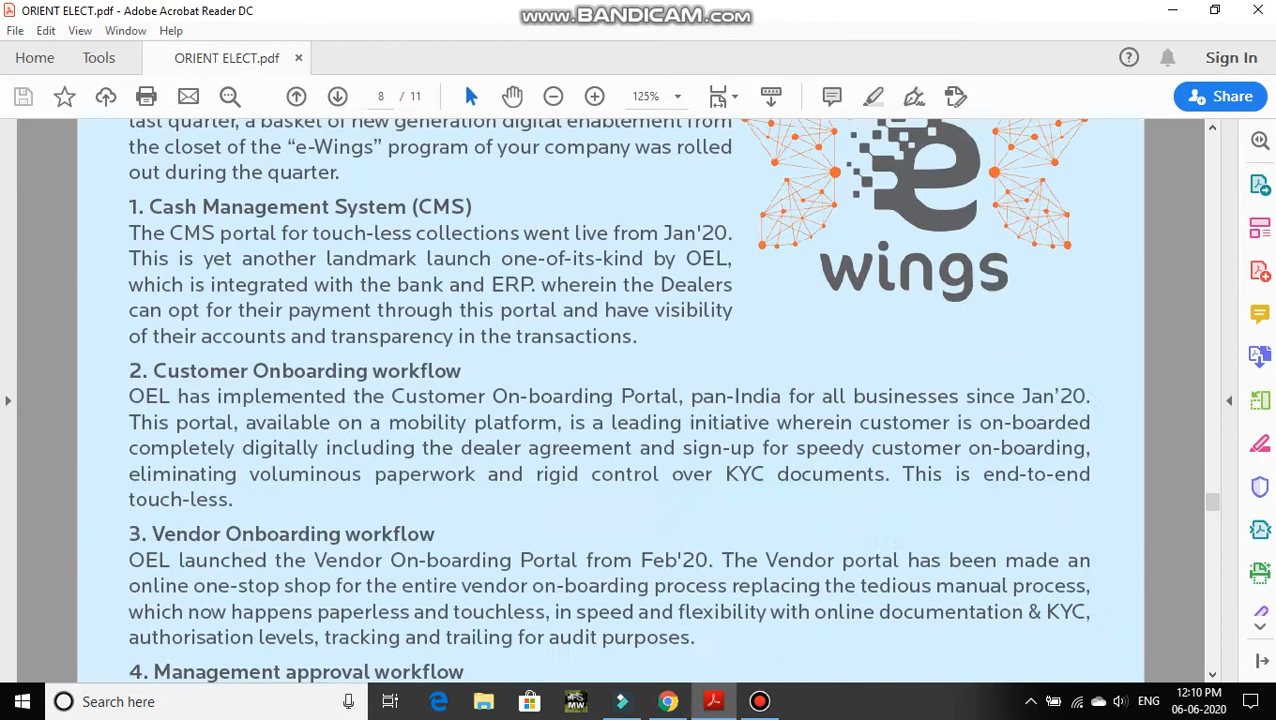 ORIENT ELECT.pdf - Adobe Acrobat Reader DC
www.BANDICAM.com
File Edit View Window Help
Home Tools ORIENT ELECT.pdf × Sign In
8 / 11 125% Share
last quarter, a basket of new generation digital enablement from
the closet of the “e-Wings” program of your company was rolled
out during the quarter.
e
wings
1. Cash Management System (CMS)
The CMS portal for touch-less collections went live from Jan'20.
This is yet another landmark launch one-of-its-kind by OEL,
which is integrated with the bank and ERP. wherein the Dealers
can opt for their payment through this portal and have visibility
of their accounts and transparency in the transactions.
2. Customer Onboarding workflow
OEL has implemented the Customer On-boarding Portal, pan-India for all businesses since Jan’20.
This portal, available on a mobility platform, is a leading initiative wherein customer is on-boarded
completely digitally including the dealer agreement and sign-up for speedy customer on-boarding,
eliminating voluminous paperwork and rigid control over KYC documents. This is end-to-end
touch-less.
3. Vendor Onboarding workflow
OEL launched the Vendor On-boarding Portal from Feb'20. The Vendor portal has been made an
online one-stop shop for the entire vendor on-boarding process replacing the tedious manual process,
which now happens paperless and touchless, in speed and flexibility with online documentation & KYC,
authorisation levels, tracking and trailing for audit purposes.
4. Management approval workflow
Search here MW ENG 12:10 PM
06-06-2020